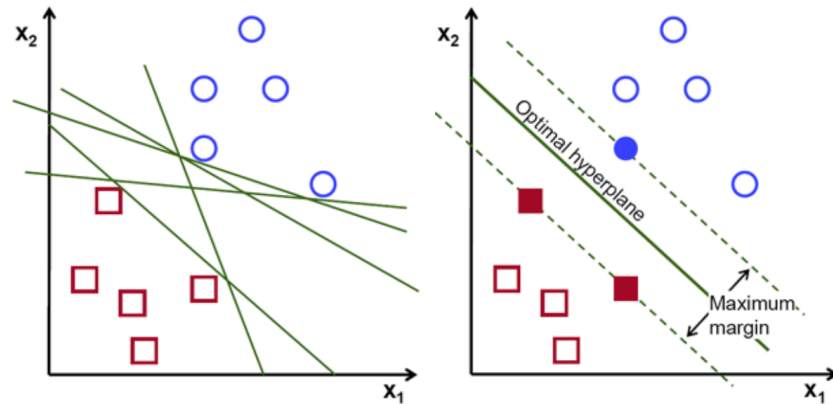 x₂
x₁
x₂
Optimal hyperplane
Maximum
margin
x₁